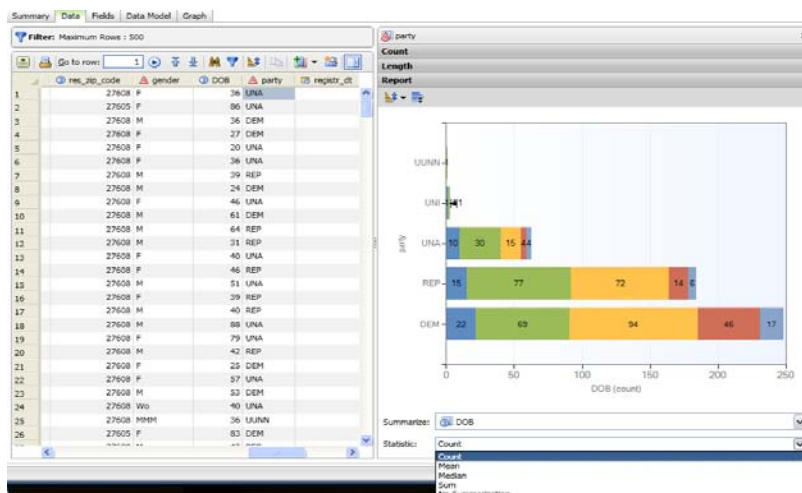 Summary Data Fields Data Model Graph
Filter: Maximum Rows : 500
Go to row: 1
res_zip_code gender DOB party registr_dt
1 27608 F 36 UNA
2 27605 F 86 UNA
3 27608 M 36 DEM
4 27608 F 27 DEM
5 27608 F 20 UNA
6 27608 F 36 UNA
7 27608 M 39 REP
8 27608 M 24 DEM
9 27608 F 46 UNA
10 27608 M 61 DEM
11 27608 M 64 REP
12 27608 M 31 REP
13 27608 F 40 UNA
14 27608 F 46 REP
15 27608 M 51 UNA
16 27608 F 39 REP
17 27608 M 40 REP
18 27608 M 88 UNA
19 27608 F 79 UNA
20 27608 M 42 REP
21 27608 F 25 DEM
22 27608 F 57 UNA
23 27608 M 53 DEM
24 27608 Wo 40 UNA
25 27608 MMM 36 UUNN
26 27605 F 83 DEM
party
Count
Length
Report
party
UUNN
UNI
UNA 10 30 15 4 4
REP 15 77 72 14 6
DEM 22 69 94 46 17
0 50 100 150 200 250
DOB (count)
Summarize: DOB
Statistic: Count
Count
Mean
Median
Sum